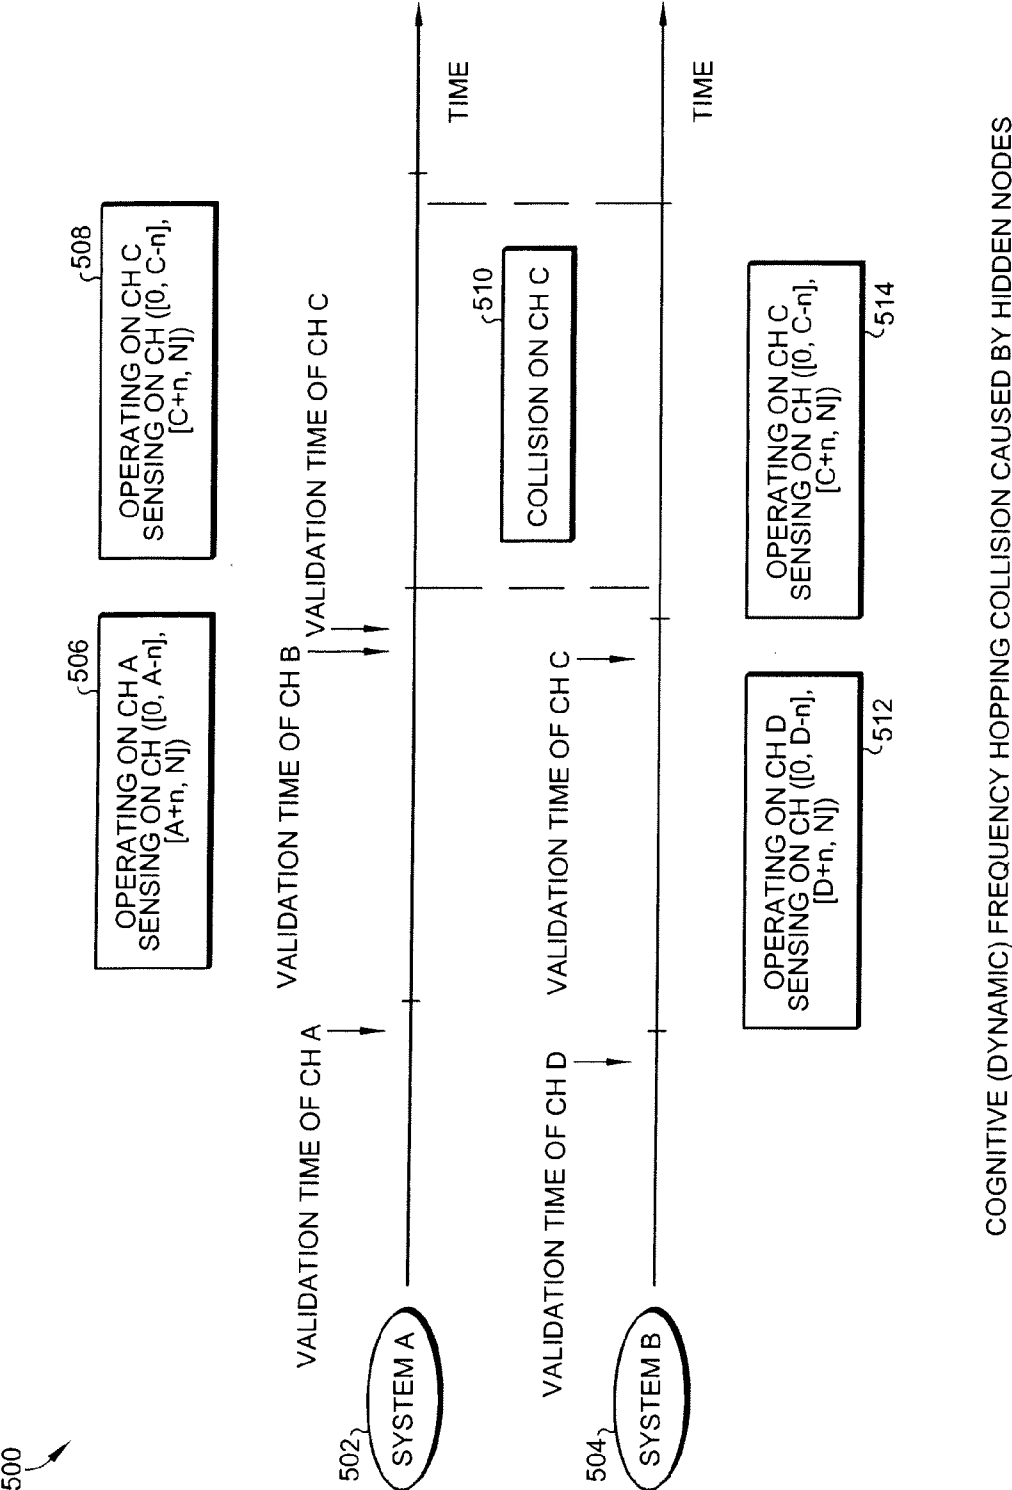 500
506
OPERATING ON CH A
SENSING ON CH ([0, A-n],
[A+n, N])
508
OPERATING ON CH C
SENSING ON CH ([0, C-n],
[C+n, N])
VALIDATION TIME OF CH A
VALIDATION TIME OF CH B
VALIDATION TIME OF CH C
502
SYSTEM A
TIME
510
COLLISION ON CH C
VALIDATION TIME OF CH D
VALIDATION TIME OF CH C
504
SYSTEM B
TIME
OPERATING ON CH D
SENSING ON CH ([0, D-n],
[D+n, N])
512
OPERATING ON CH C
SENSING ON CH ([0, C-n],
[C+n, N])
514
COGNITIVE (DYNAMIC) FREQUENCY HOPPING COLLISION CAUSED BY HIDDEN NODES